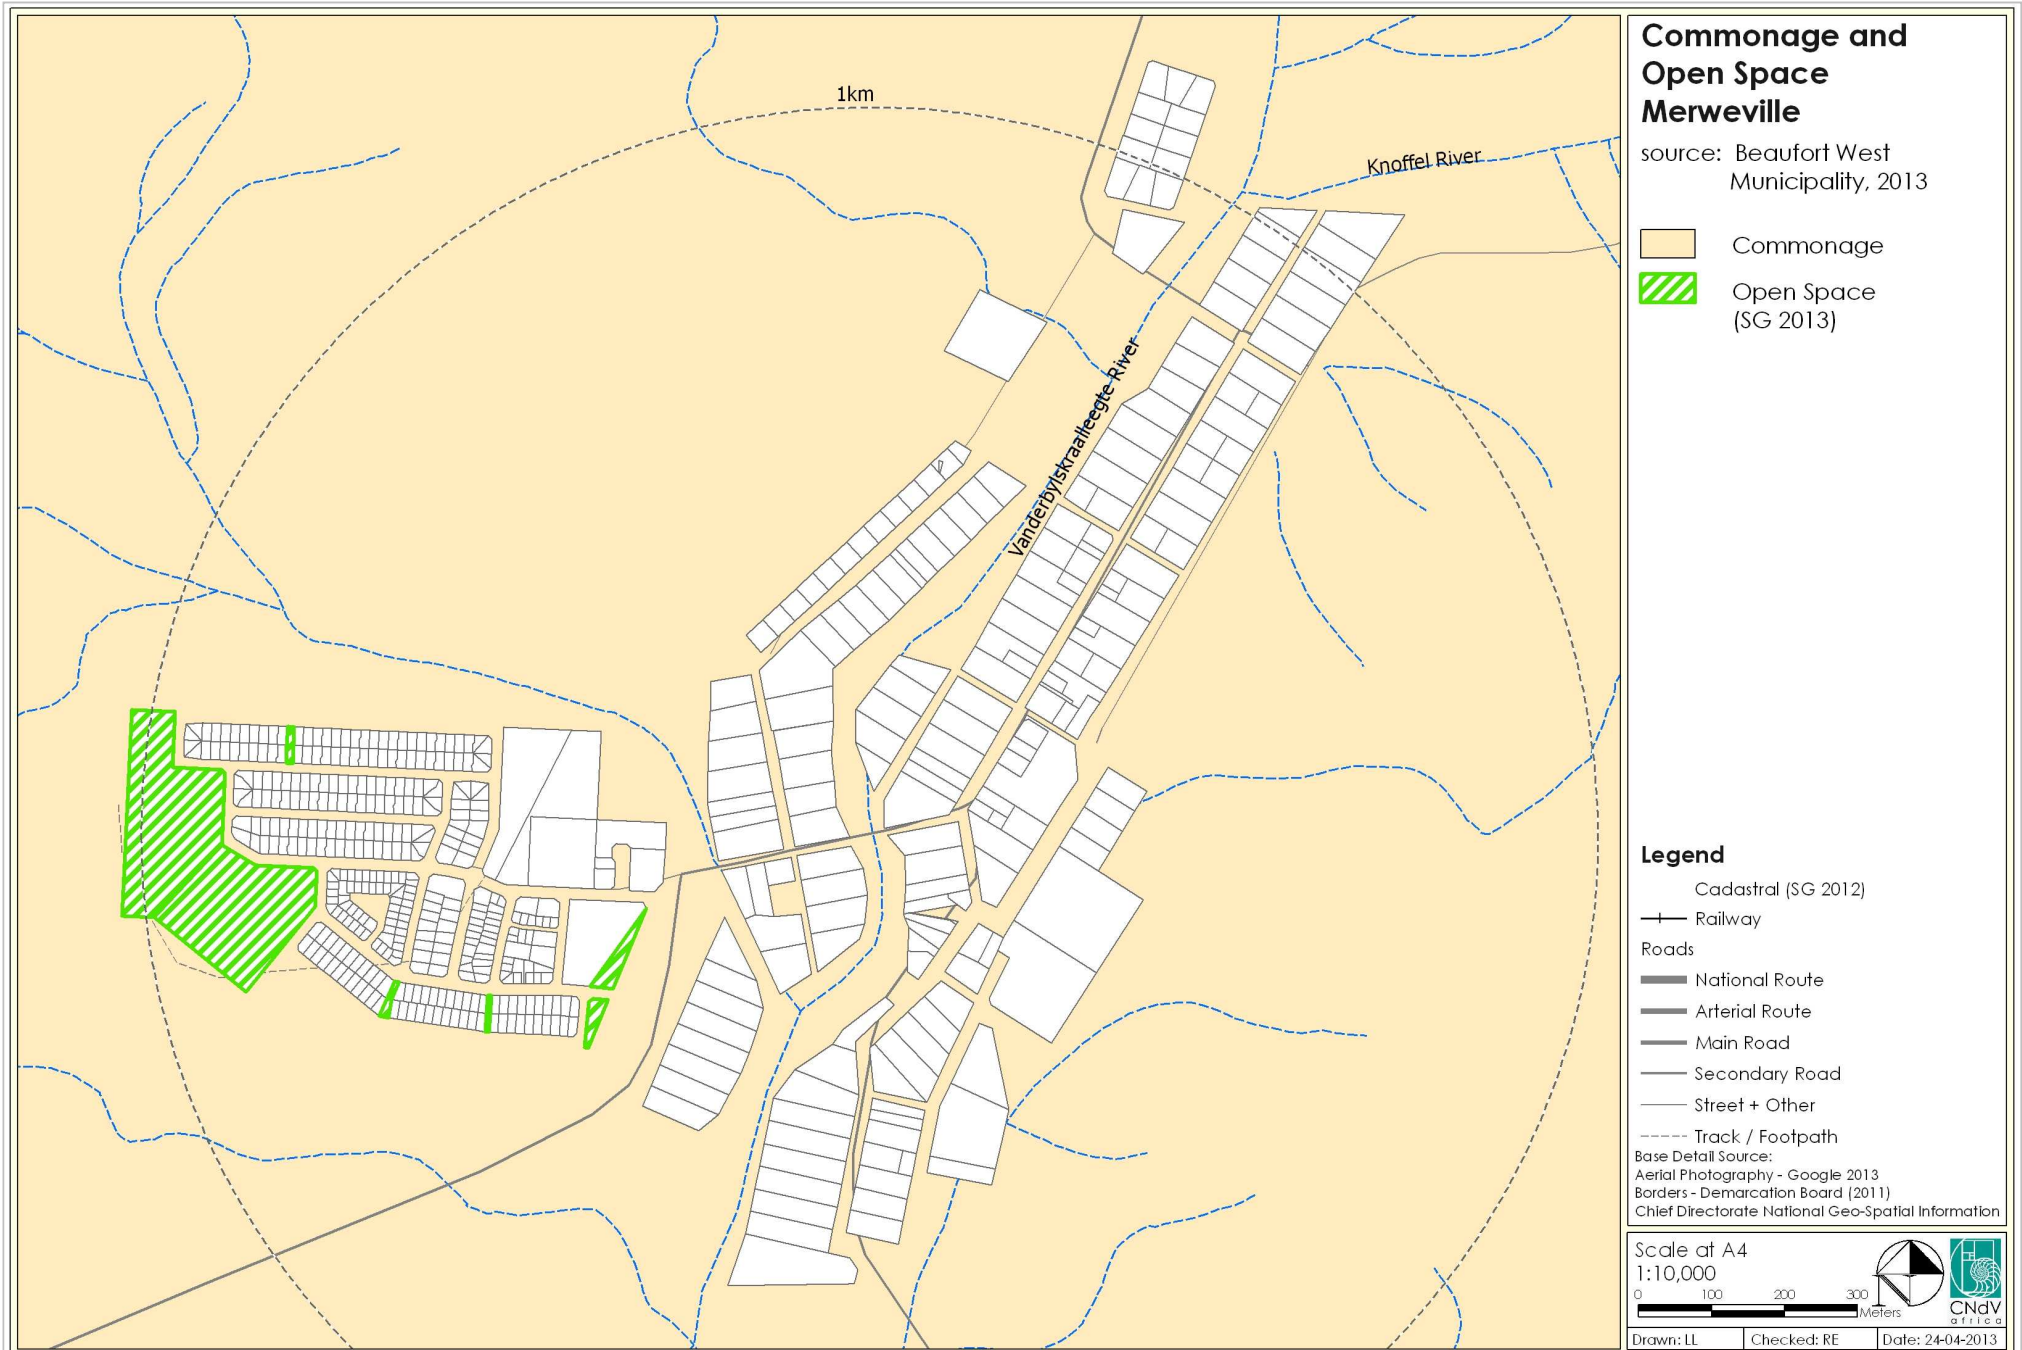 1km
Knoffel River
Vanderbylskraalleegte River
Commonage and
Open Space
Merweville
source: Beaufort West
Municipality, 2013
Commonage
Open Space
(SG 2013)
Legend
Cadastral (SG 2012)
Railway
Roads
National Route
Arterial Route
Main Road
Secondary Road
Street + Other
Track / Footpath
Base Detail Source:
Aerial Photography - Google 2013
Borders - Demarcation Board (2011)
Chief Directorate National Geo-Spatial Information
Scale at A4
1:10,000
0 100 200 300
Meters
CNdV
africa
Drawn: LL Checked: RE Date: 24-04-2013